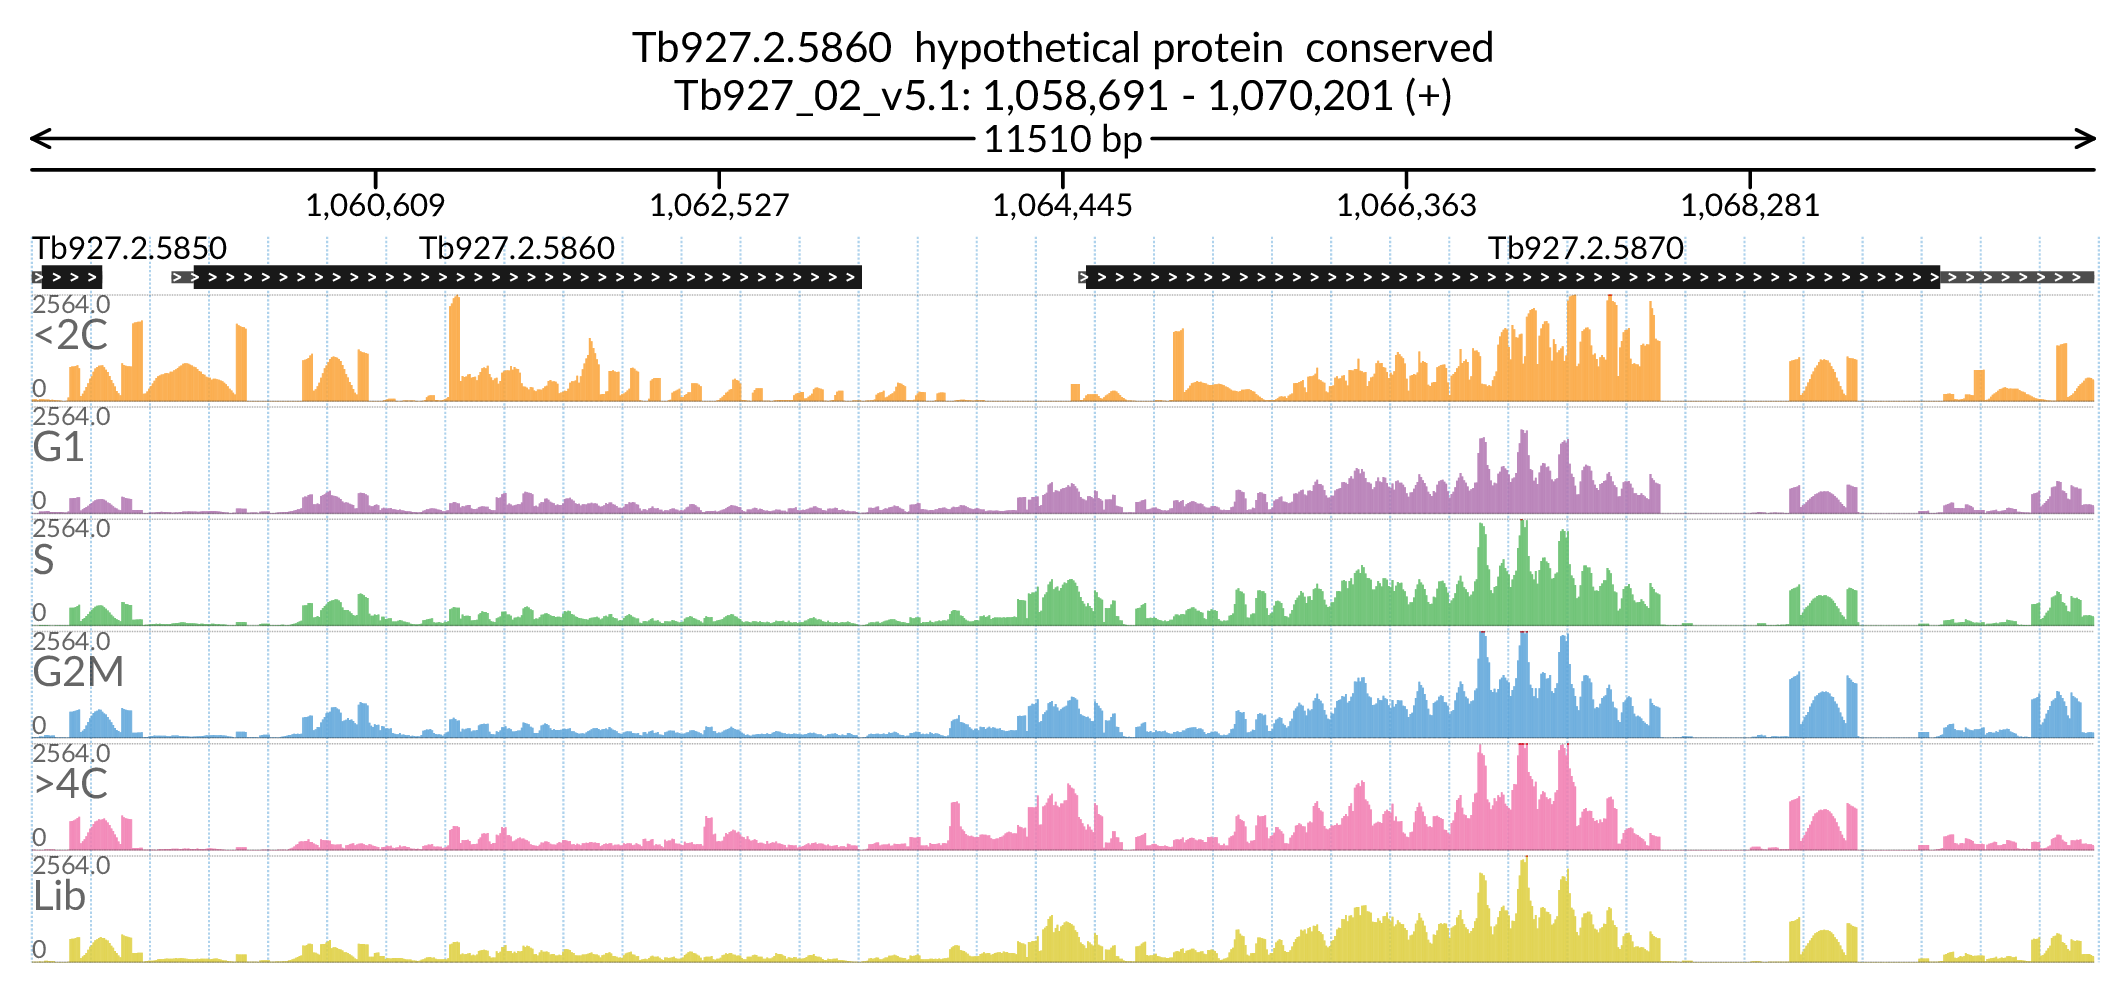 Tb927.2.5860 hypothetical protein conserved
Tb927_02_v5.1: 1,058,691 - 1,070,201 (+)
11510 bp
1,060,609 1,062,527 1,064,445 1,066,363 1,068,281
Tb927.2.5850 Tb927.2.5860 Tb927.2.5870
2564.0
<2C
0
2564.0
G1
0
2564.0
S
0
2564.0
G2M
0
2564.0
>4C
0
2564.0
Lib
0